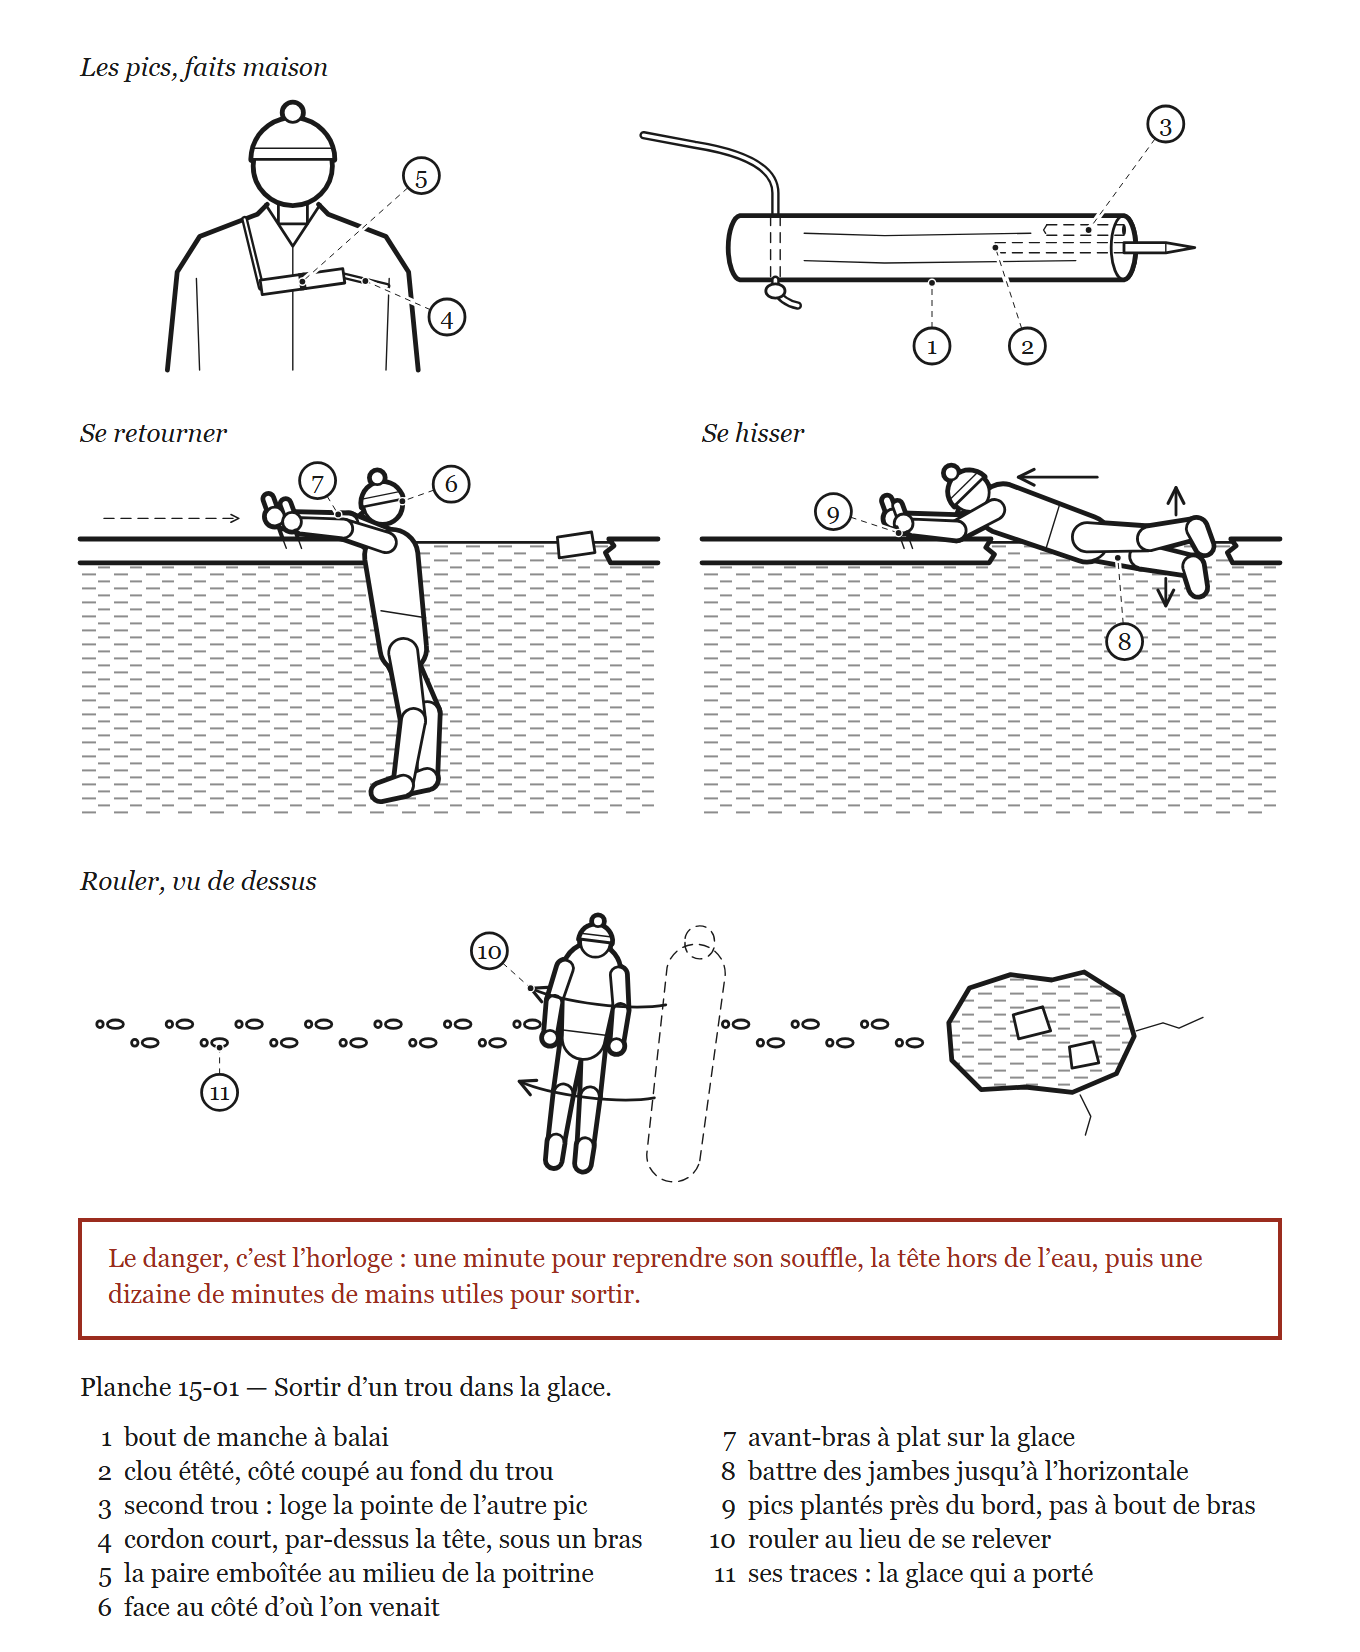 Les pics, faits maison
5
3
4
1
2
Se retourner
Se hisser
7
6
9
8
Rouler, vu de dessus
10
11
Le danger, c’est l’horloge : une minute pour reprendre son souffle, la tête hors de l’eau, puis une
dizaine de minutes de mains utiles pour sortir.
Planche 15-01 — Sortir d’un trou dans la glace.
1 bout de manche à balai
2 clou étêté, côté coupé au fond du trou
3 second trou : loge la pointe de l’autre pic
4 cordon court, par-dessus la tête, sous un bras
5 la paire emboîtée au milieu de la poitrine
6 face au côté d’où l’on venait
7 avant-bras à plat sur la glace
8 battre des jambes jusqu’à l’horizontale
9 pics plantés près du bord, pas à bout de bras
10 rouler au lieu de se relever
11 ses traces : la glace qui a porté